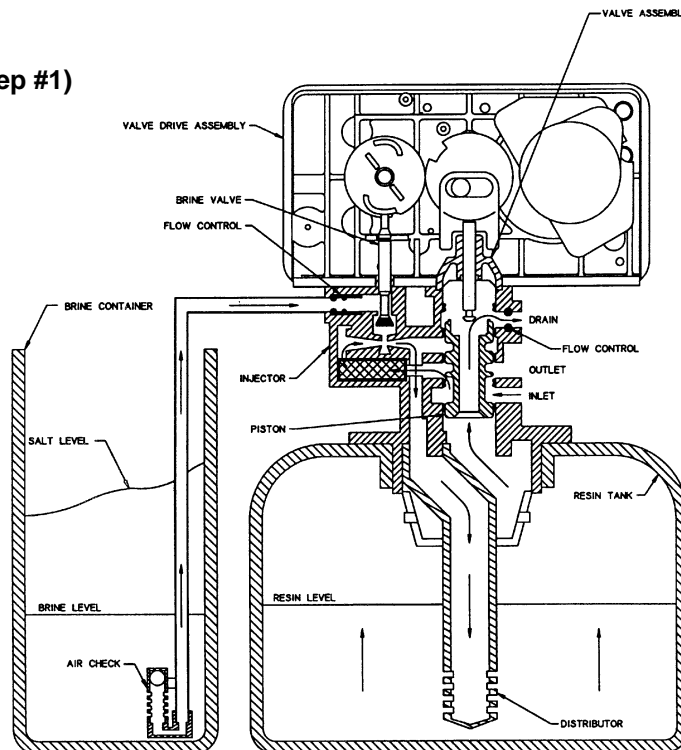 VALVE ASSEMBL
ep #1)
VALVE DRIVE ASSEMBLY
BRINE VALVE
FLOW CONTROL
BRINE CONTAINER
DRAIN
FLOW CONTROL
OUTLET
INJECTOR
INLET
PISTON
SALT LEVEL
RESIN TANK
BRINE LEVEL
RESIN LEVEL
AIR CHECK
DISTRIBUTOR